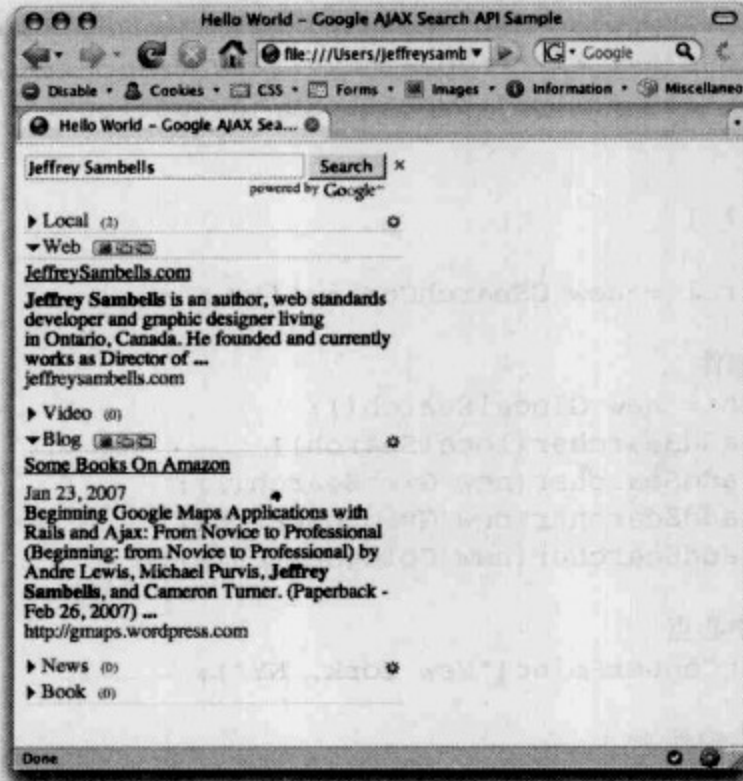 Hello World – Google AJAX Search API Sample
file:///Users/jeffreysamb
G Google
Disable Cookies CSS Forms Images Information Miscellaneo
Hello World – Google AJAX Sea...
Jeffrey Sambells Search ×
powered by Google™
Local (2)
Web
JeffreySambells.com
Jeffrey Sambells is an author, web standards
developer and graphic designer living
in Ontario, Canada. He founded and currently
works as Director of ...
jeffreysambells.com
Video (0)
Blog
Some Books On Amazon
Jan 23, 2007
Beginning Google Maps Applications with
Rails and Ajax: From Novice to Professional
(Beginning: from Novice to Professional) by
Andre Lewis, Michael Purvis, Jeffrey
Sambells, and Cameron Turner. (Paperback -
Feb 26, 2007) ...
http://gmaps.wordpress.com
News (0)
Book (0)
Done